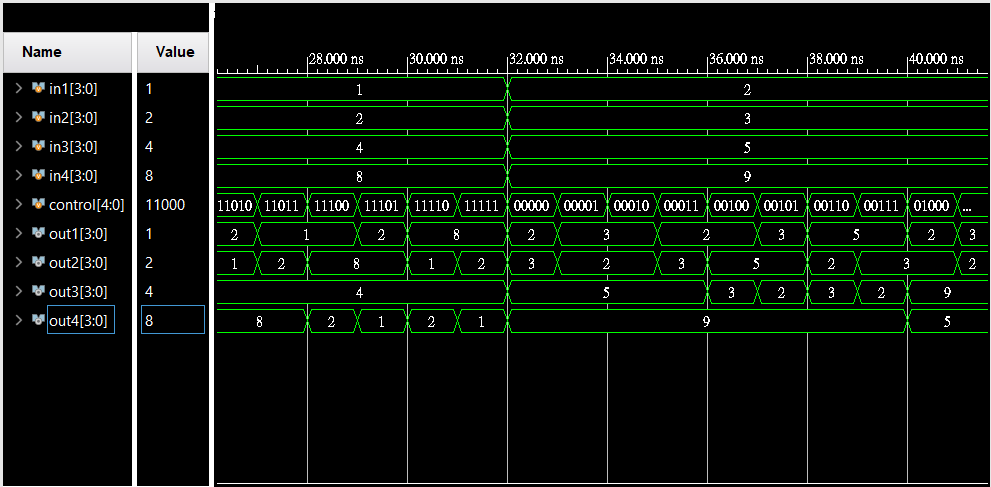 Name Value
28.000 ns 30.000 ns 32.000 ns 34.000 ns 36.000 ns 38.000 ns 40.000 ns
in1[3:0] 1 1 2
in2[3:0] 2 2 3
in3[3:0] 4 4 5
in4[3:0] 8 8 9
control[4:0] 11000 11010 11011 11100 11101 11110 11111 00000 00001 00010 00011 00100 00101 00110 00111 01000 ...
out1[3:0] 1 2 1 2 8 2 3 2 3 5 2 3
out2[3:0] 2 1 2 8 1 2 3 2 3 5 2 3 2
out3[3:0] 4 4 5 3 2 3 2 9
out4[3:0] 8 8 2 1 2 1 9 5